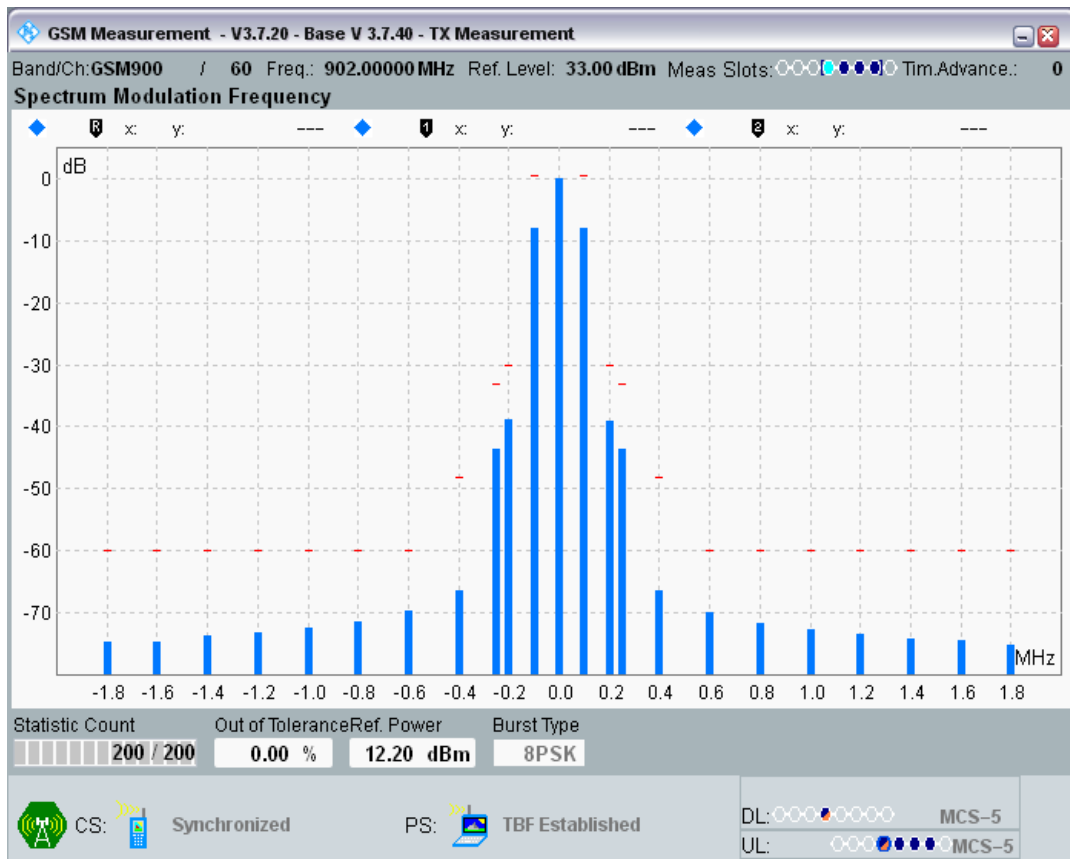 GSM Measurement - V3.7.20 - Base V 3.7.40 - TX Measurement
Band/Ch:GSM900 / 60 Freq.: 902.00000 MHz Ref. Level: 33.00 dBm Meas Slots: Tim.Advance.: 0
Spectrum Modulation Frequency
R x: y: --- 1 x: y: --- 2 x: y: ---
dB
0
-10
-20
-30
-40
-50
-60
-70
MHz
-1.8 -1.6 -1.4 -1.2 -1.0 -0.8 -0.6 -0.4 -0.2 0.0 0.2 0.4 0.6 0.8 1.0 1.2 1.4 1.6 1.8
Statistic Count Out of Tolerance Ref. Power Burst Type
200 / 200 0.00 % 12.20 dBm 8PSK
CS: Synchronized PS: TBF Established
DL: MCS-5
UL: MCS-5